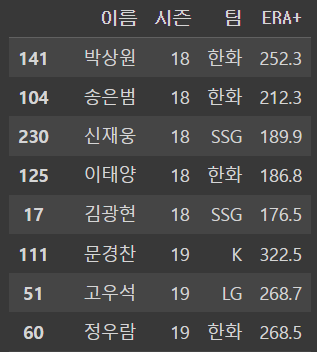 이름 시즌 팀 ERA+
141 박상원 18 한화 252.3
104 송은범 18 한화 212.3
230 신재웅 18 SSG 189.9
125 이태양 18 한화 186.8
17 김광현 18 SSG 176.5
111 문경찬 19 K 322.5
51 고우석 19 LG 268.7
60 정우람 19 한화 268.5